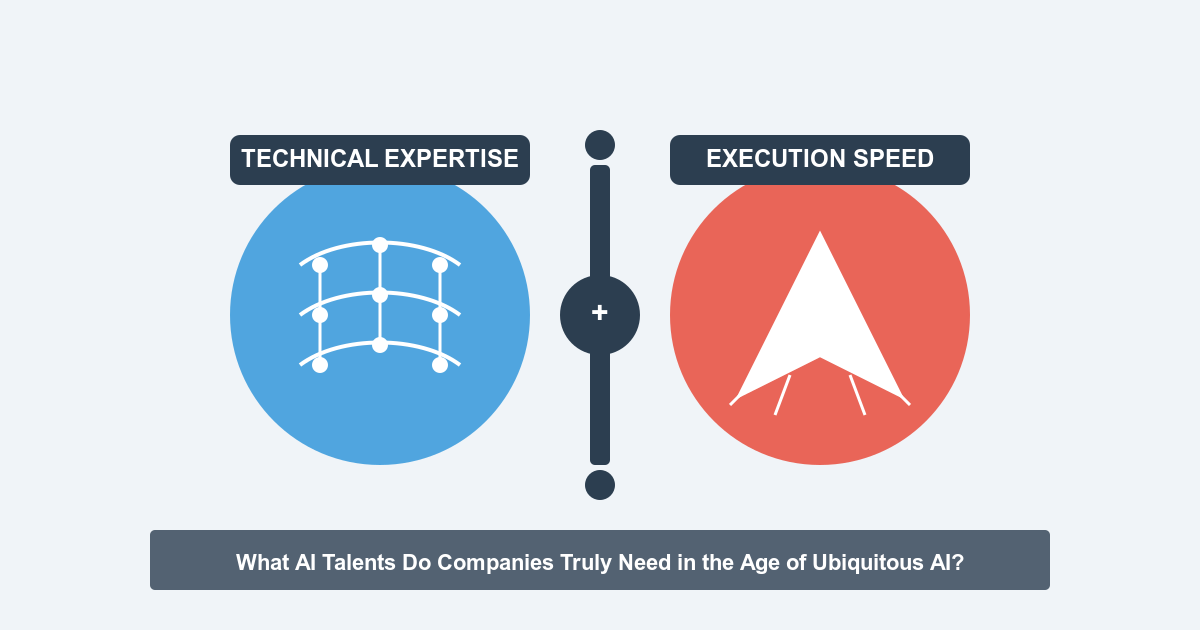 TECHNICAL EXPERTISE
EXECUTION SPEED
+
What AI Talents Do Companies Truly Need in the Age of Ubiquitous AI?